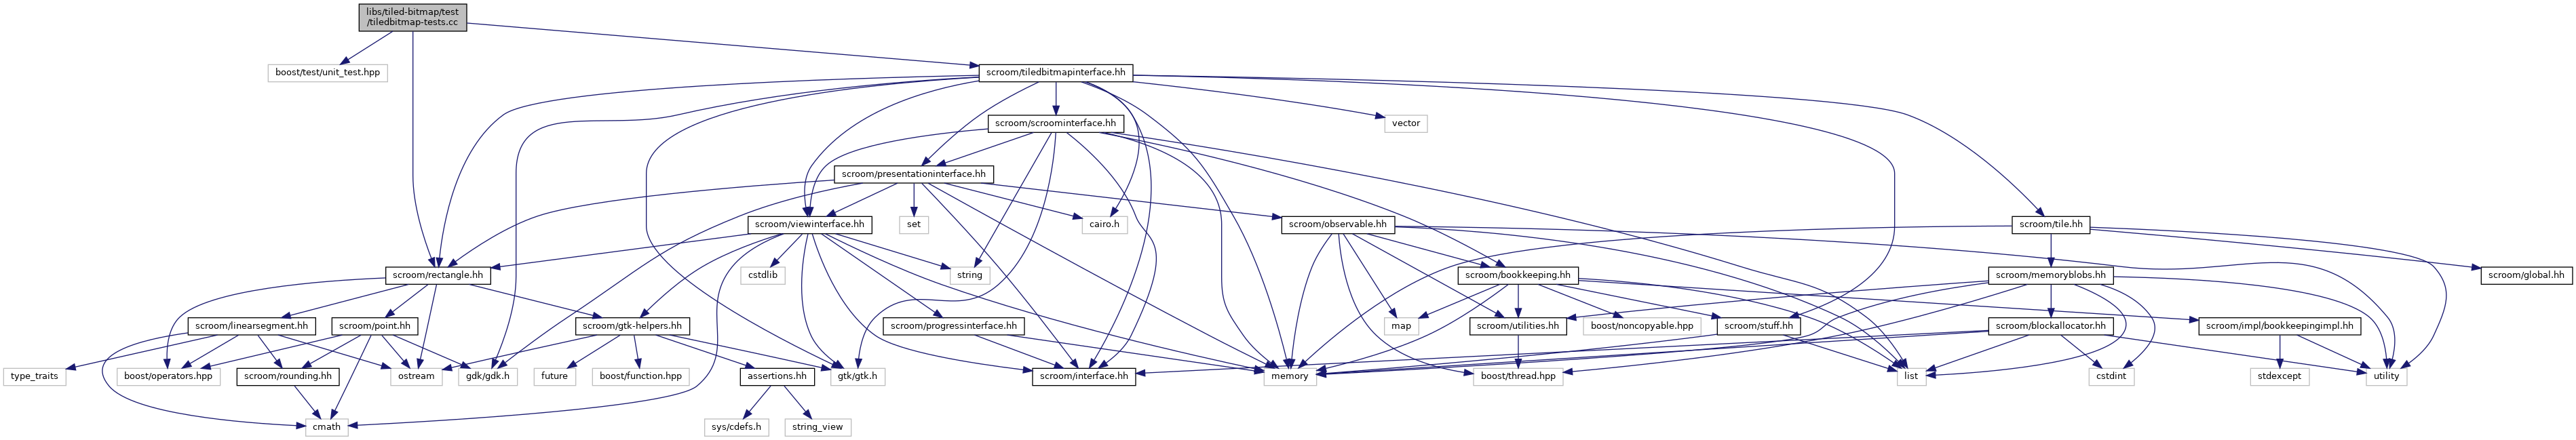 libs/tiled-bitmap/test
/tiledbitmap-tests.cc
boost/test/unit_test.hpp
scroom/tiledbitmapinterface.hh
scroom/scroominterface.hh
vector
scroom/presentationinterface.hh
scroom/viewinterface.hh
set
cairo.h
scroom/observable.hh
scroom/tile.hh
scroom/rectangle.hh
cstdlib
string
scroom/bookkeeping.hh
scroom/memoryblobs.hh
scroom/global.hh
scroom/linearsegment.hh
scroom/point.hh
scroom/gtk-helpers.hh
scroom/progressinterface.hh
map
scroom/utilities.hh
boost/noncopyable.hpp
scroom/stuff.hh
scroom/blockallocator.hh
scroom/impl/bookkeepingimpl.hh
type_traits
boost/operators.hpp
scroom/rounding.hh
ostream
gdk/gdk.h
future
boost/function.hpp
assertions.hh
gtk/gtk.h
scroom/interface.hh
memory
boost/thread.hpp
list
cstdint
stdexcept
utility
cmath
sys/cdefs.h
string_view